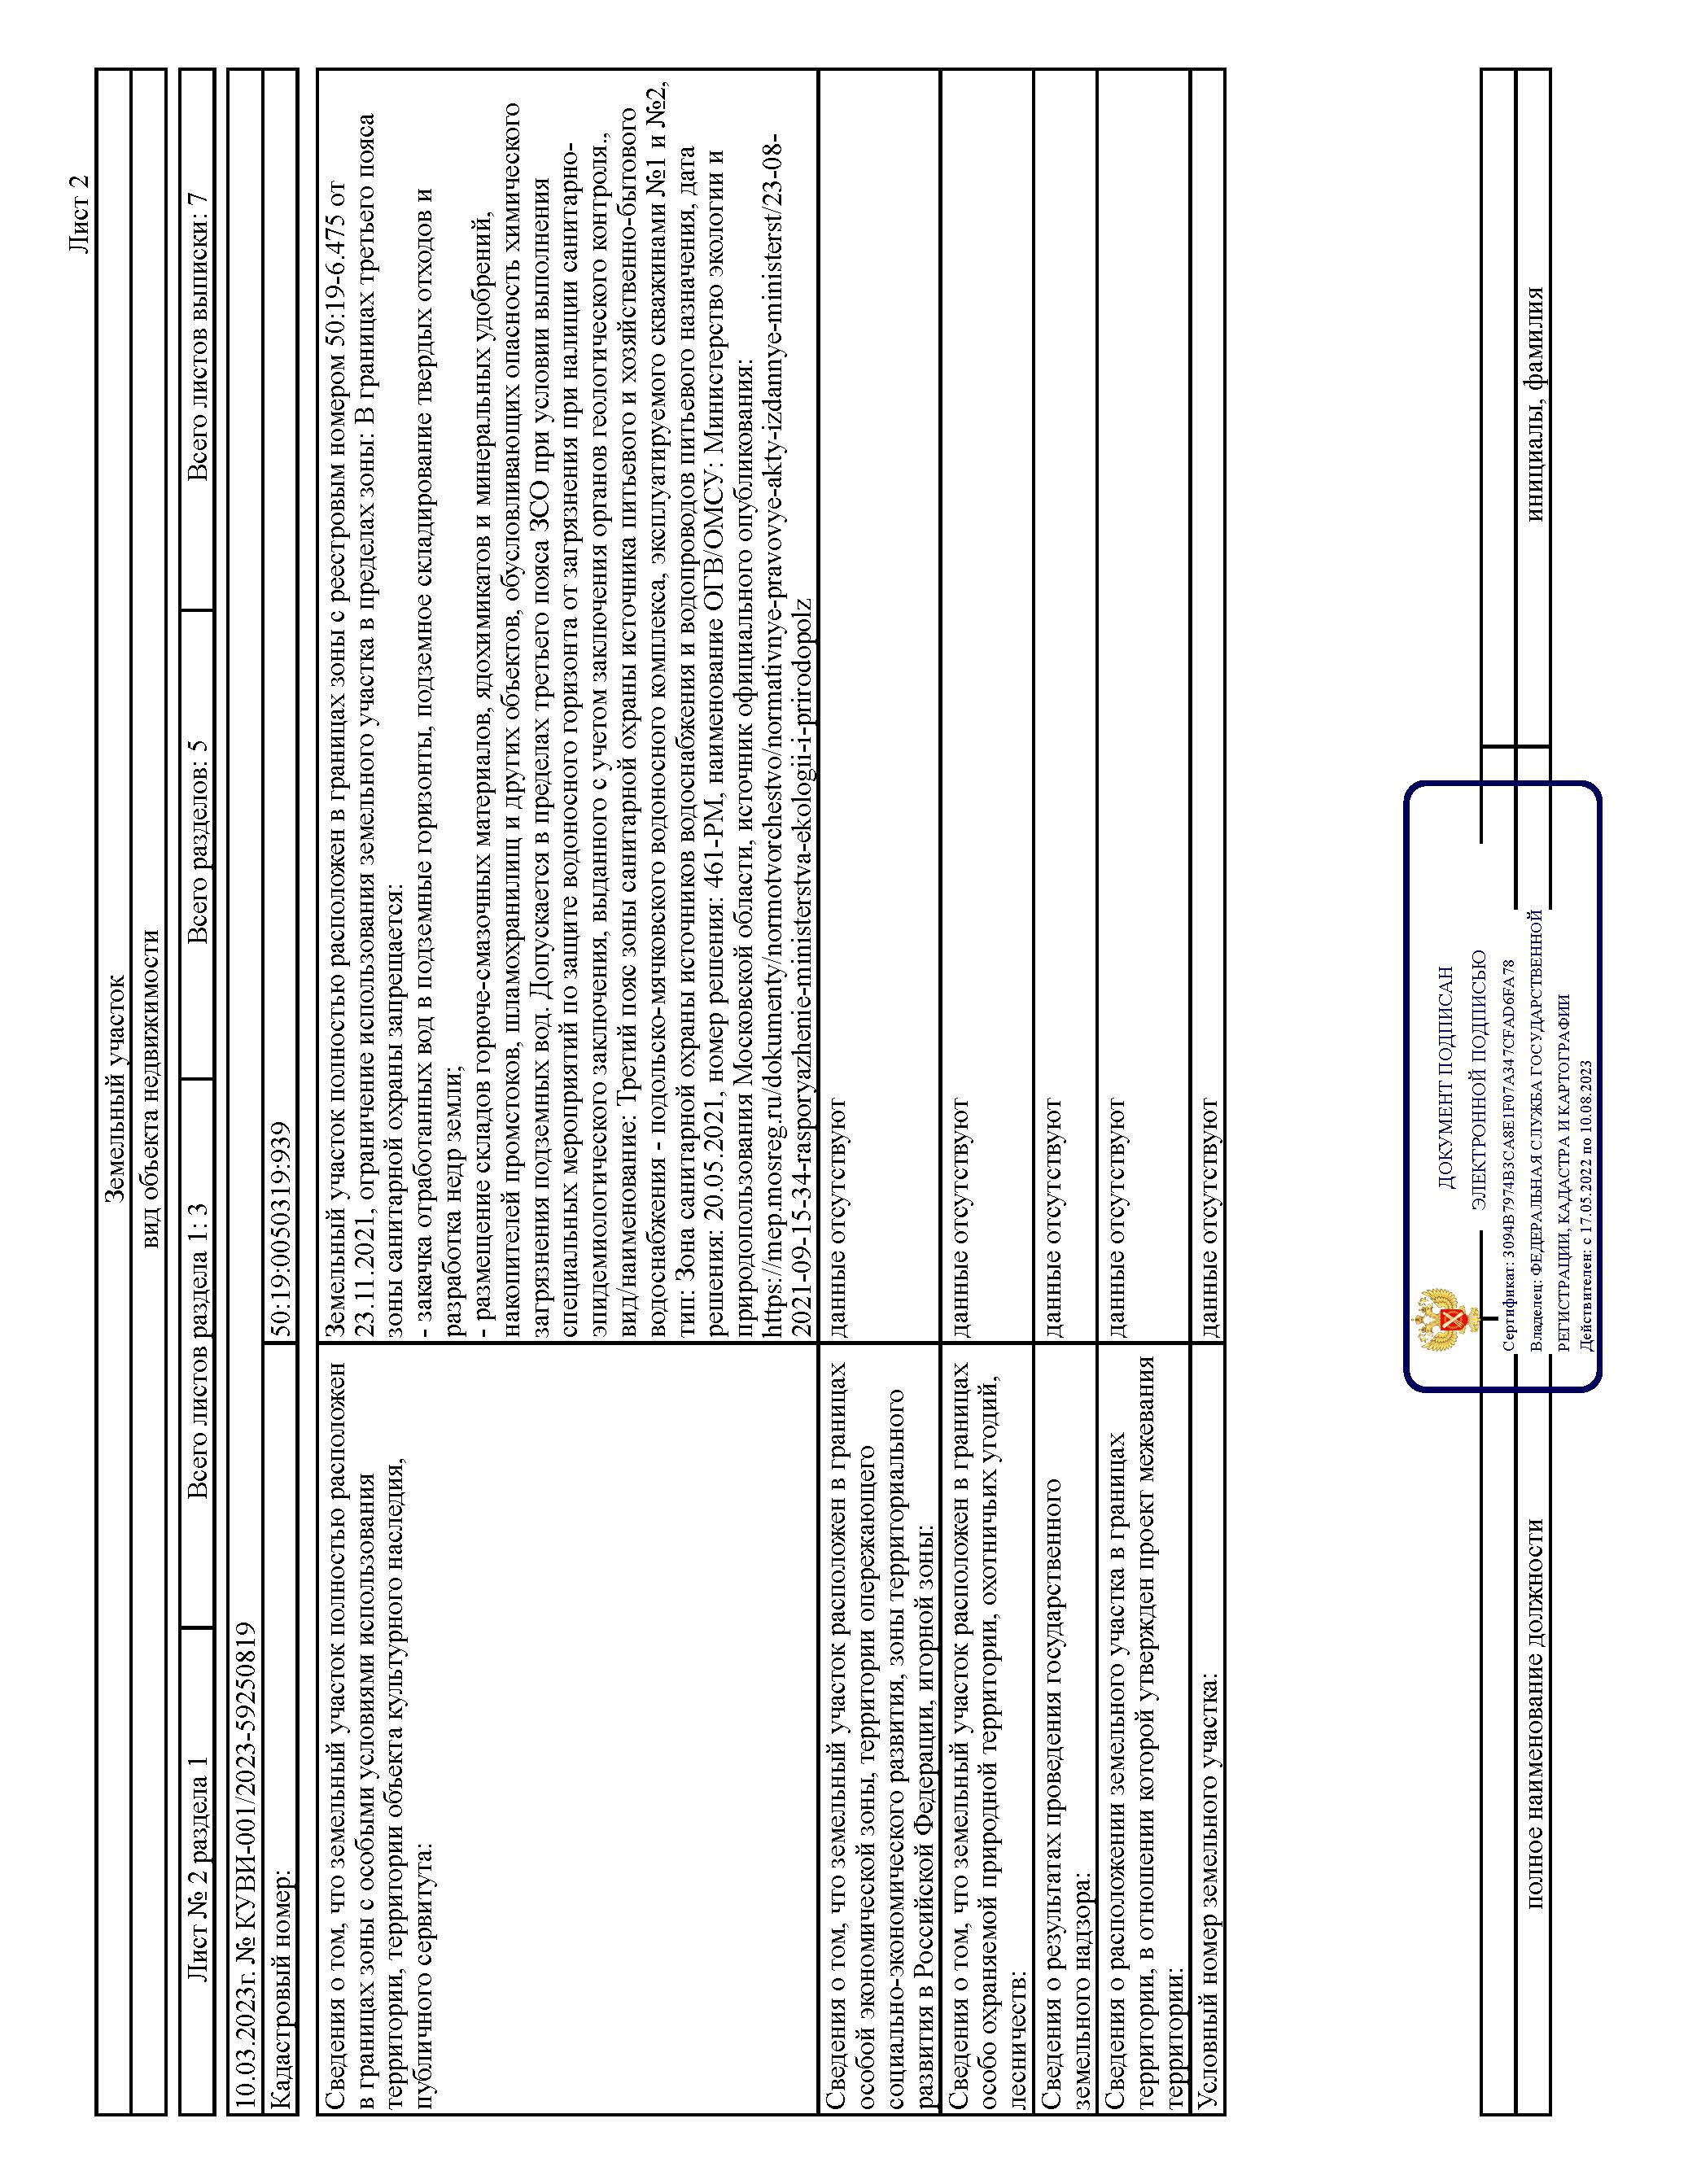 Лист 2
Земельный участок
вид объекта недвижимости
Лист № 2 раздела 1
Всего листов раздела 1: 3
Всего разделов: 5
Всего листов выписки: 7
10.03.2023г. № КУВИ-001/2023-59250819
Кадастровый номер:
50:19:0050319:939
Сведения о том, что земельный участок полностью расположен
в границах зоны с особыми условиями использования
территории, территории объекта культурного наследия,
публичного сервитута:
Земельный участок полностью расположен в границах зоны с реестровым номером 50:19-6.475 от
23.11.2021, ограничение использования земельного участка в пределах зоны: В границах третьего пояса
зоны санитарной охраны запрещается:
- закачка отработанных вод в подземные горизонты, подземное складирование твердых отходов и
разработка недр земли;
- размещение складов горюче-смазочных материалов, ядохимикатов и минеральных удобрений,
накопителей промстоков, шламохранилищ и других объектов, обусловливающих опасность химического
загрязнения подземных вод. Допускается в пределах третьего пояса ЗСО при условии выполнения
специальных мероприятий по защите водоносного горизонта от загрязнения при налиции санитарно-
эпидемиологического заключения, выданного с учетом заключения органов геологического контроля.,
вид/наименование: Третий пояс зоны санитарной охраны источника питьевого и хозяйственно-бытового
водоснабжения - подольско-мячковского водоносного комплекса, эксплуатируемого скважинами №1 и №2,
тип: Зона санитарной охраны источников водоснабжения и водопроводов питьевого назначения, дата
решения: 20.05.2021, номер решения: 461-РМ, наименование ОГВ/ОМСУ: Министерство экологии и
природопользования Московской области, источник официального опубликования:
https://mep.mosreg.ru/dokumenty/normotvorchestvo/normativnye-pravovye-akty-izdannye-ministerst/23-08-
2021-09-15-34-rasporyazhenie-ministerstva-ekologii-i-prirodopolz
Сведения о том, что земельный участок расположен в границах
особой экономической зоны, территории опережающего
социально-экономического развития, зоны территориального
развития в Российской Федерации, игорной зоны:
данные отсутствуют
Сведения о том, что земельный участок расположен в границах
особо охраняемой природной территории, охотничьих угодий,
лесничеств:
данные отсутствуют
Сведения о результатах проведения государственного
земельного надзора:
данные отсутствуют
Сведения о расположении земельного участка в границах
территории, в отношении которой утвержден проект межевания
территории:
данные отсутствуют
Условный номер земельного участка:
данные отсутствуют
ДОКУМЕНТ ПОДПИСАН
ЭЛЕКТРОННОЙ ПОДПИСЬЮ
Сертификат: 3094B7974B3CA8E1F07A347CFAD6FA78
Владелец: ФЕДЕРАЛЬНАЯ СЛУЖБА ГОСУДАРСТВЕННОЙ
РЕГИСТРАЦИИ, КАДАСТРА И КАРТОГРАФИИ
Действителен: с 17.05.2022 по 10.08.2023
полное наименование должности
инициалы, фамилия